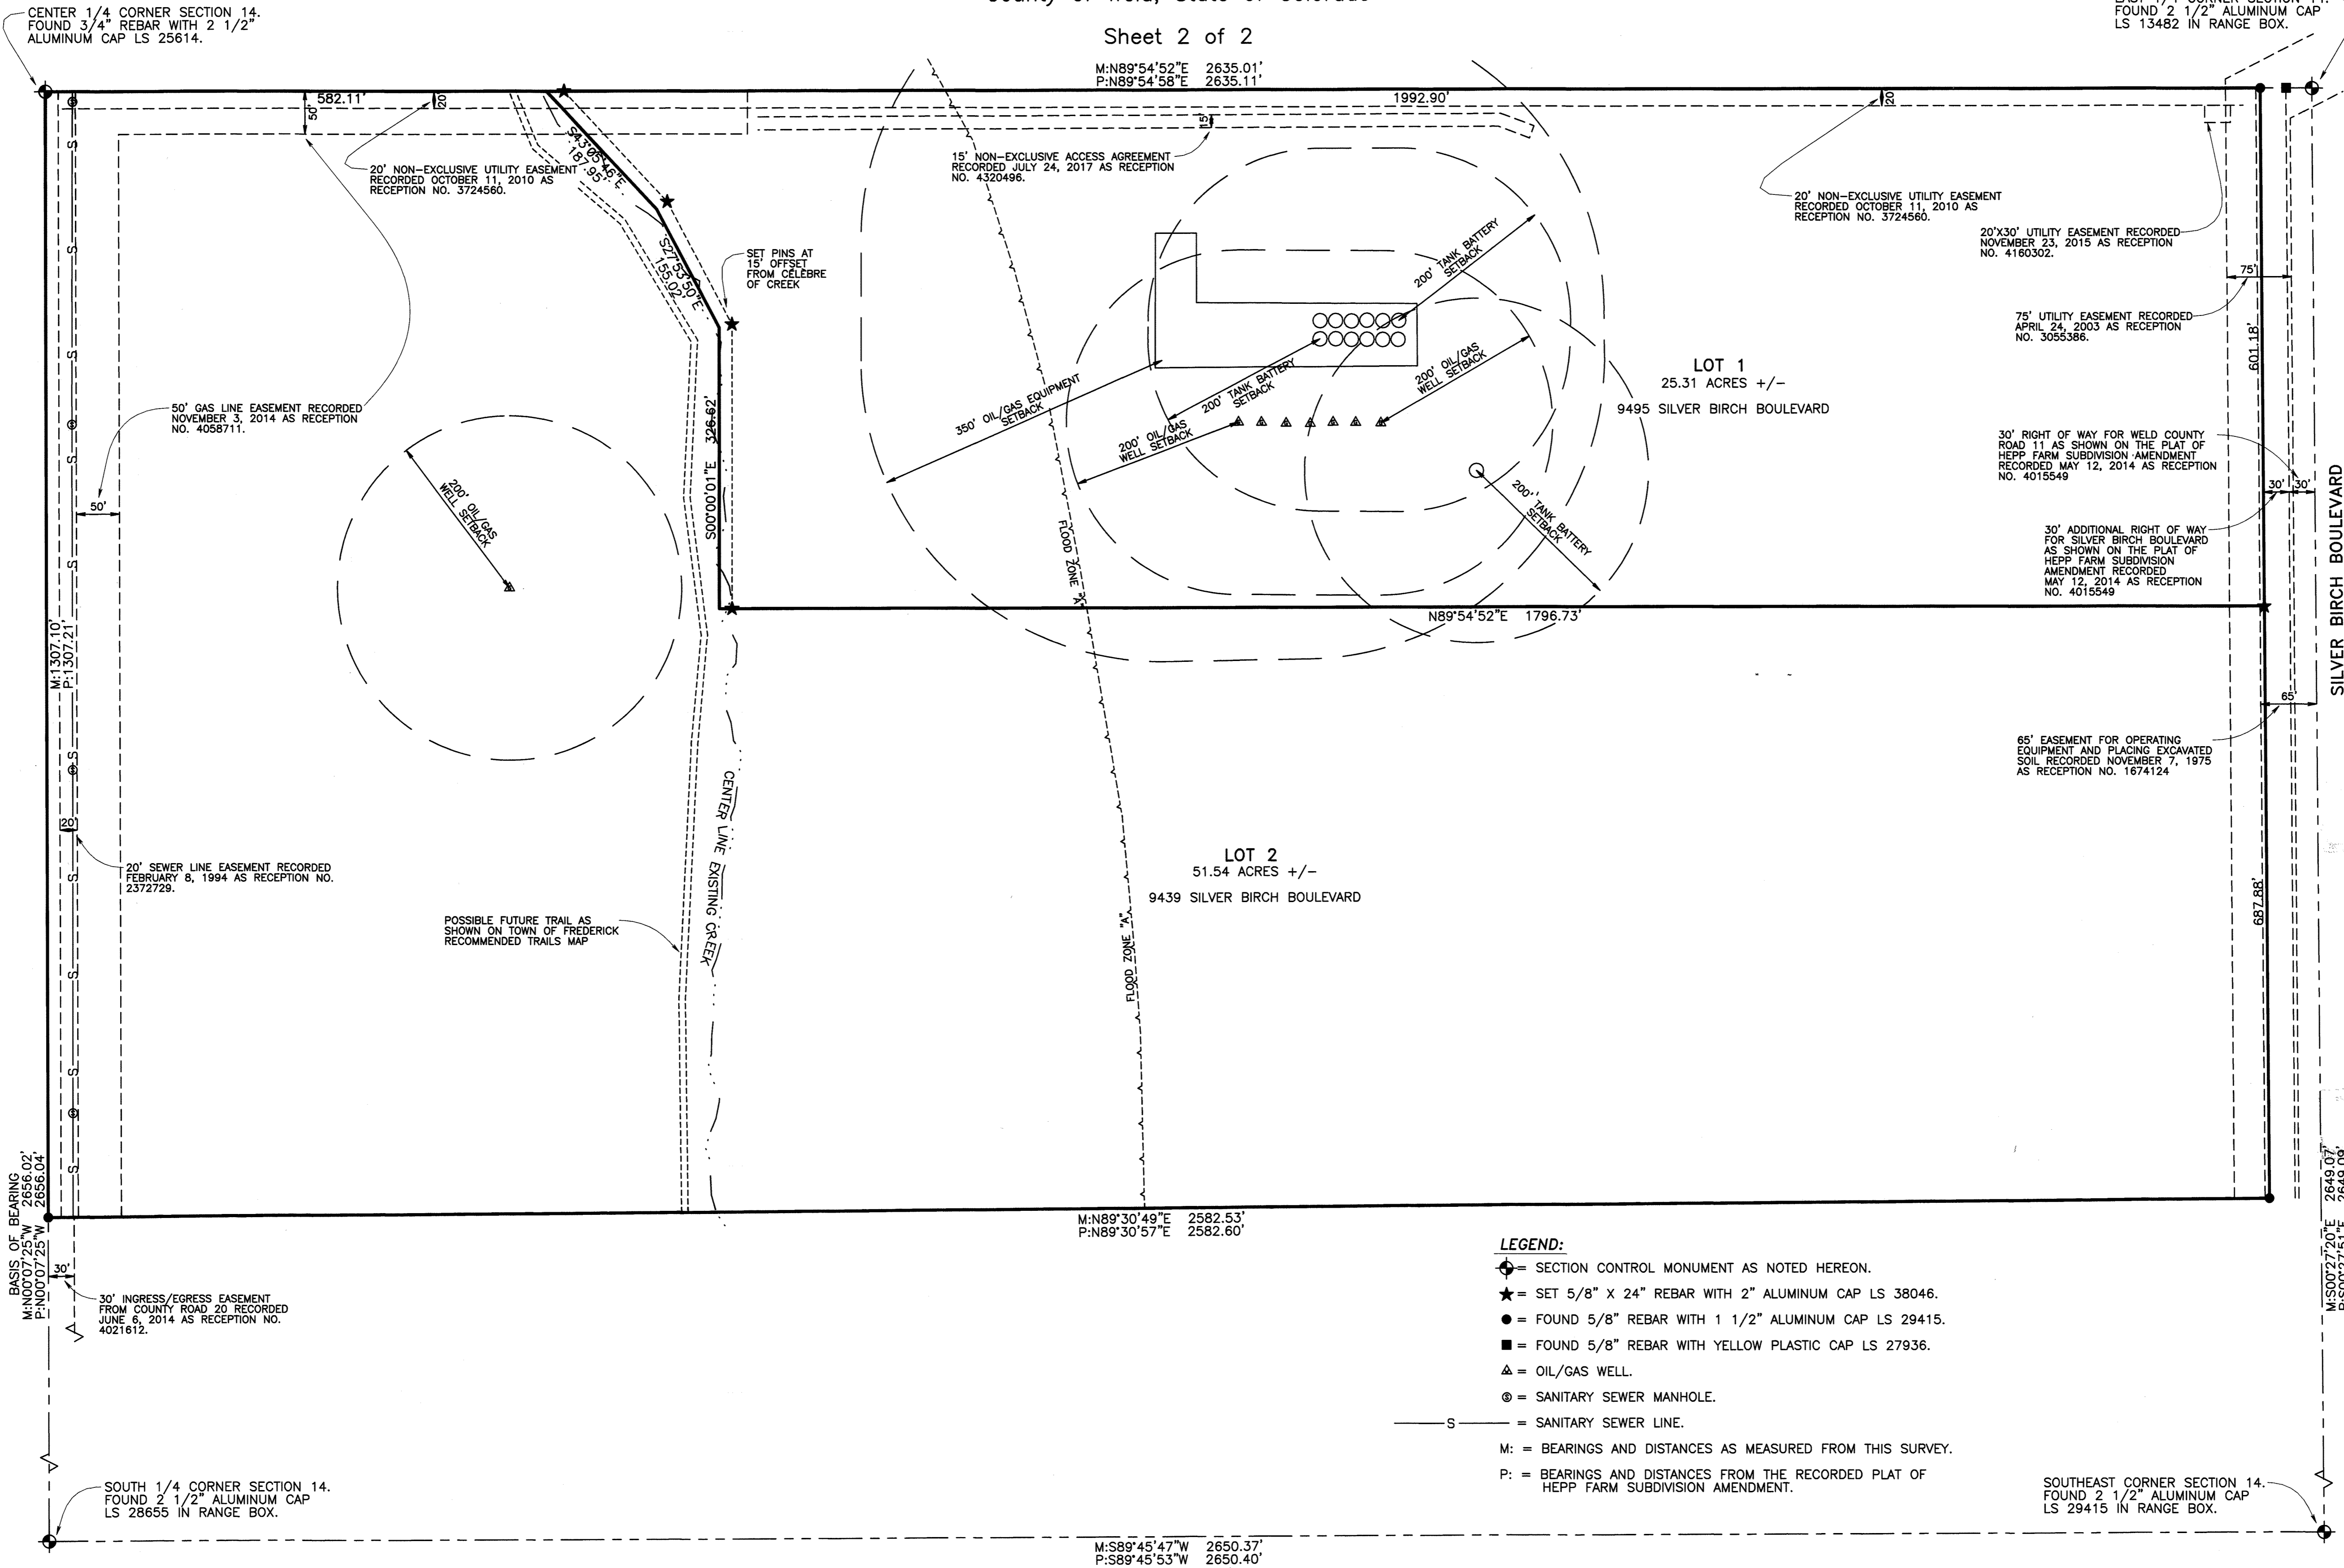 CENTER 1/4 CORNER SECTION 14.
FOUND 3/4" REBAR WITH 2 1/2"
ALUMINUM CAP LS 25614.
Sheet 2 of 2
FOUND 2 1/2" ALUMINUM CAP
LS 13482 IN RANGE BOX.
M:N89°54'52"E 2635.01'
P:N89°54'58"E 2635.11'
582.11'
20'
50'
1992.90'
20'
15'
S43°05'46"E
187.95'
20' NON-EXCLUSIVE UTILITY EASEMENT
RECORDED OCTOBER 11, 2010 AS
RECEPTION NO. 3724560.
15' NON-EXCLUSIVE ACCESS AGREEMENT
RECORDED JULY 24, 2017 AS RECEPTION
NO. 4320496.
20' NON-EXCLUSIVE UTILITY EASEMENT
RECORDED OCTOBER 11, 2010 AS
RECEPTION NO. 3724560.
20'X30' UTILITY EASEMENT RECORDED
NOVEMBER 23, 2015 AS RECEPTION
NO. 4160302.
75'
S27°53'50"E
155.02'
SET PINS AT
15' OFFSET
FROM CELEBRE
OF CREEK
200' TANK BATTERY
SETBACK
75' UTILITY EASEMENT RECORDED
APRIL 24, 2003 AS RECEPTION
NO. 3055386.
601.18'
LOT 1
25.31 ACRES +/-
9495 SILVER BIRCH BOULEVARD
350' OIL/GAS EQUIPMENT
SETBACK
200' TANK BATTERY
SETBACK
200' OIL/GAS
WELL SETBACK
200' OIL/GAS
WELL SETBACK
50' GAS LINE EASEMENT RECORDED
NOVEMBER 3, 2014 AS RECEPTION
NO. 4058711.
S00°00'01"E 326.62'
50'
200' OIL/GAS
WELL SETBACK
200' TANK BATTERY
SETBACK
FLOOD ZONE "A"
30' RIGHT OF WAY FOR WELD COUNTY
ROAD 11 AS SHOWN ON THE PLAT OF
HEPP FARM SUBDIVISION AMENDMENT
RECORDED MAY 12, 2014 AS RECEPTION
NO. 4015549
30' 30'
30' ADDITIONAL RIGHT OF WAY
FOR SILVER BIRCH BOULEVARD
AS SHOWN ON THE PLAT OF
HEPP FARM SUBDIVISION
AMENDMENT RECORDED
MAY 12, 2014 AS RECEPTION
NO. 4015549
SILVER BIRCH BOULEVARD
N89°54'52"E 1796.73'
M:1307.10'
P:1307.21'
65'
65' EASEMENT FOR OPERATING
EQUIPMENT AND PLACING EXCAVATED
SOIL RECORDED NOVEMBER 7, 1975
AS RECEPTION NO. 1674124
CENTER LINE EXISTING CREEK
20'
20' SEWER LINE EASEMENT RECORDED
FEBRUARY 8, 1994 AS RECEPTION NO.
2372729.
LOT 2
51.54 ACRES +/-
9439 SILVER BIRCH BOULEVARD
687.88'
POSSIBLE FUTURE TRAIL AS
SHOWN ON TOWN OF FREDERICK
RECOMMENDED TRAILS MAP
FLOOD ZONE "A"
BASIS OF BEARING
M:N00°07'25"W 2656.02'
P:N00°07'25"W 2656.04'
M:N89°30'49"E 2582.53'
P:N89°30'57"E 2582.60'
M:S00°27'20"E 2649.07'
P:S00°27'51"E 2649.09'
30'
30' INGRESS/EGRESS EASEMENT
FROM COUNTY ROAD 20 RECORDED
JUNE 6, 2014 AS RECEPTION NO.
4021612.
LEGEND:
= SECTION CONTROL MONUMENT AS NOTED HEREON.
★ = SET 5/8" X 24" REBAR WITH 2" ALUMINUM CAP LS 38046.
● = FOUND 5/8" REBAR WITH 1 1/2" ALUMINUM CAP LS 29415.
■ = FOUND 5/8" REBAR WITH YELLOW PLASTIC CAP LS 27936.
= OIL/GAS WELL.
Ⓢ = SANITARY SEWER MANHOLE.
S = SANITARY SEWER LINE.
M: = BEARINGS AND DISTANCES AS MEASURED FROM THIS SURVEY.
P: = BEARINGS AND DISTANCES FROM THE RECORDED PLAT OF
HEPP FARM SUBDIVISION AMENDMENT.
SOUTH 1/4 CORNER SECTION 14.
FOUND 2 1/2" ALUMINUM CAP
LS 28655 IN RANGE BOX.
SOUTHEAST CORNER SECTION 14.
FOUND 2 1/2" ALUMINUM CAP
LS 29415 IN RANGE BOX.
M:S89°45'47"W 2650.37'
P:S89°45'53"W 2650.40'